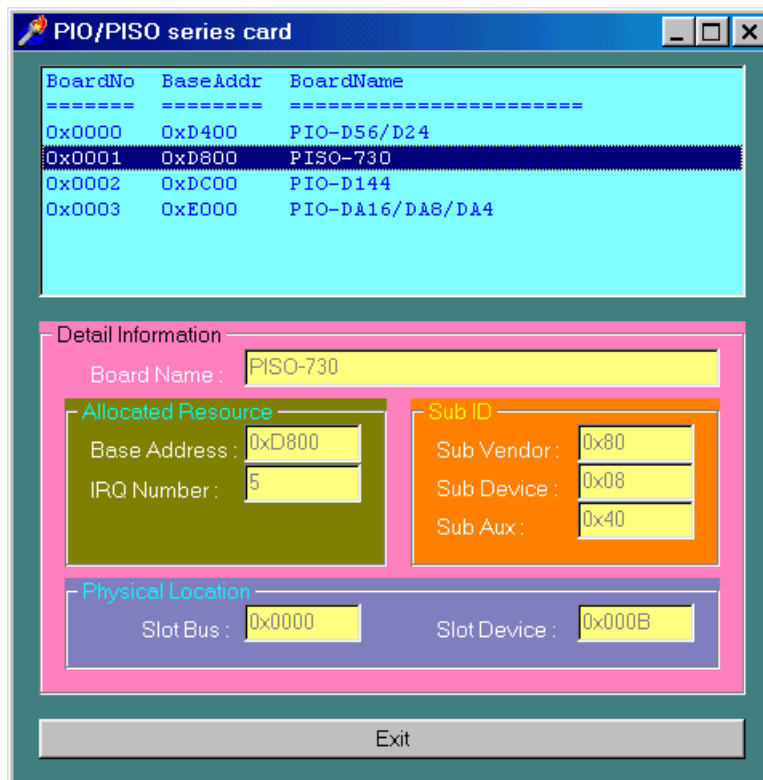 PIO/PISO series card
BoardNo BaseAddr BoardName
======= ======== =======================
0x0000 0xD400 PIO-D56/D24
0x0001 0xD800 PISO-730
0x0002 0xDC00 PIO-D144
0x0003 0xE000 PIO-DA16/DA8/DA4
Detail Information
Board Name : PISO-730
Allocated Resource
Base Address : 0xD800
IRQ Number : 5
Sub ID
Sub Vendor : 0x80
Sub Device : 0x08
Sub Aux : 0x40
Physical Location
Slot Bus : 0x0000 Slot Device : 0x000B
Exit